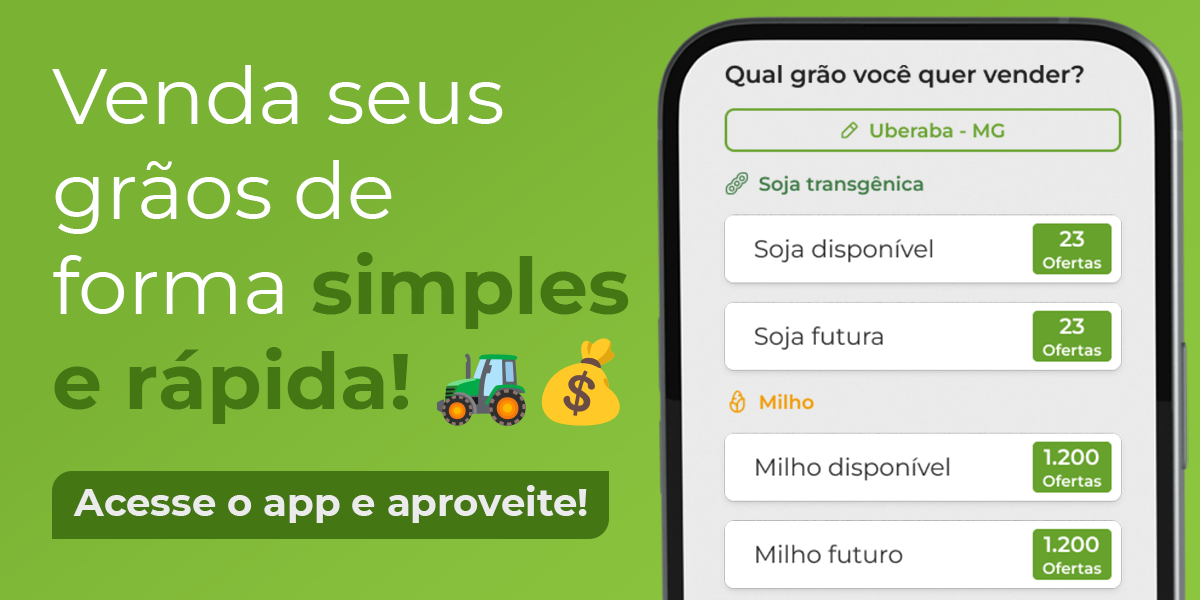 Venda seus
grãos de
forma simples
e rápida!
Acesse o app e aproveite!
Qual grão você quer vender?
Uberaba - MG
Soja transgênica
Soja disponível
23
Ofertas
Soja futura
23
Ofertas
Milho
Milho disponível
1.200
Ofertas
Milho futuro
1.200
Ofertas